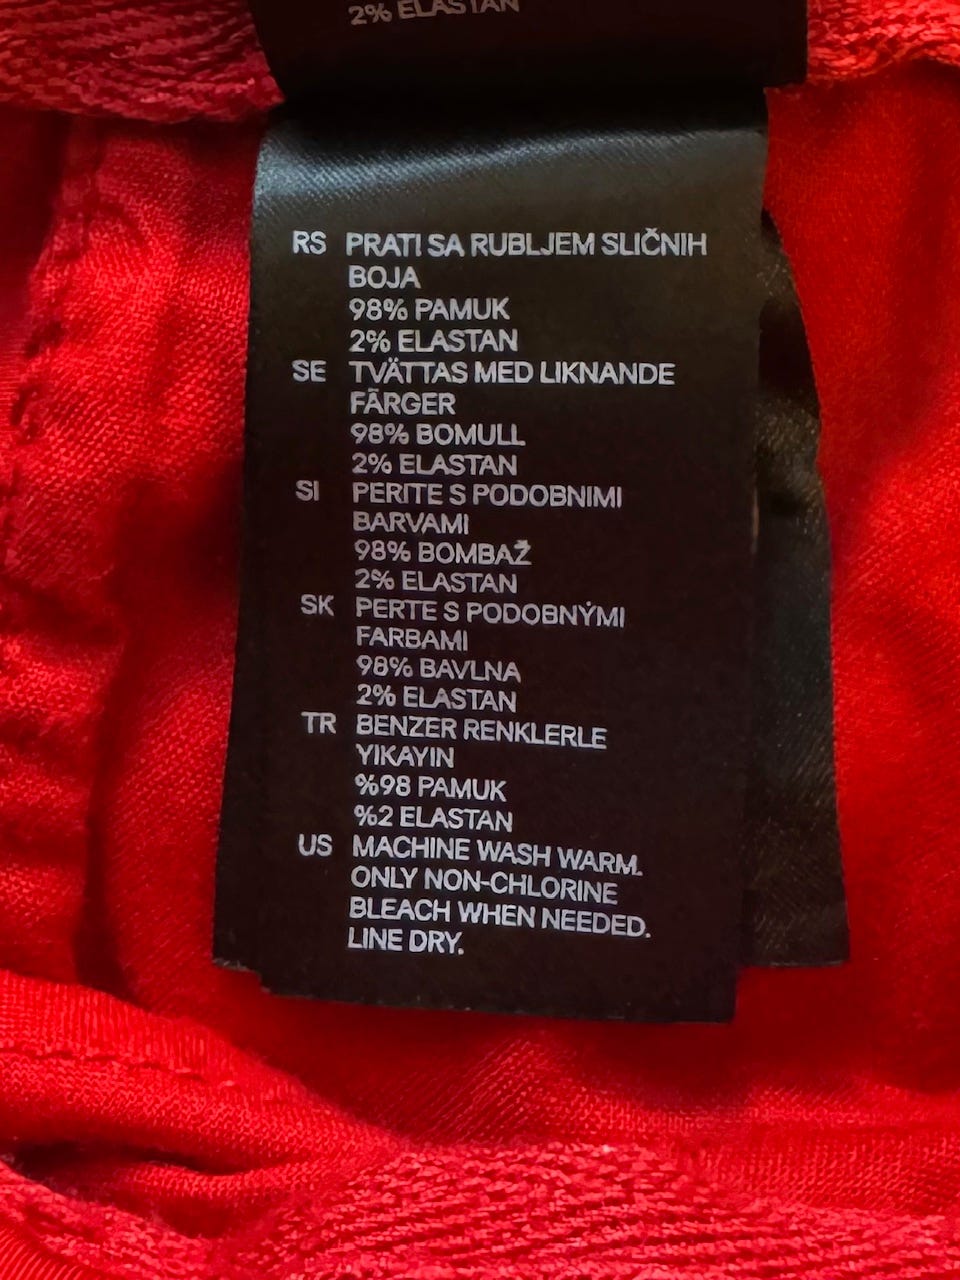 2% ELASTAN
RS PRATI SA RUBLJEM SLIČNIH
BOJA
98% PAMUK
2% ELASTAN
SE TVÄTTAS MED LIKNANDE
FÄRGER
98% BOMULL
2% ELASTAN
SI PERITE S PODOBNIMI
BARVAMI
98% BOMBAŽ
2% ELASTAN
SK PERTE S PODOBNÝMI
FARBAMI
98% BAVLNA
2% ELASTAN
TR BENZER RENKLERLE
YIKAYIN
%98 PAMUK
%2 ELASTAN
US MACHINE WASH WARM.
ONLY NON-CHLORINE
BLEACH WHEN NEEDED.
LINE DRY.